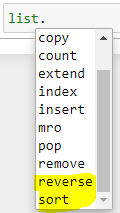 list.
copy
count
extend
index
insert
mro
pop
remove
reverse
sort